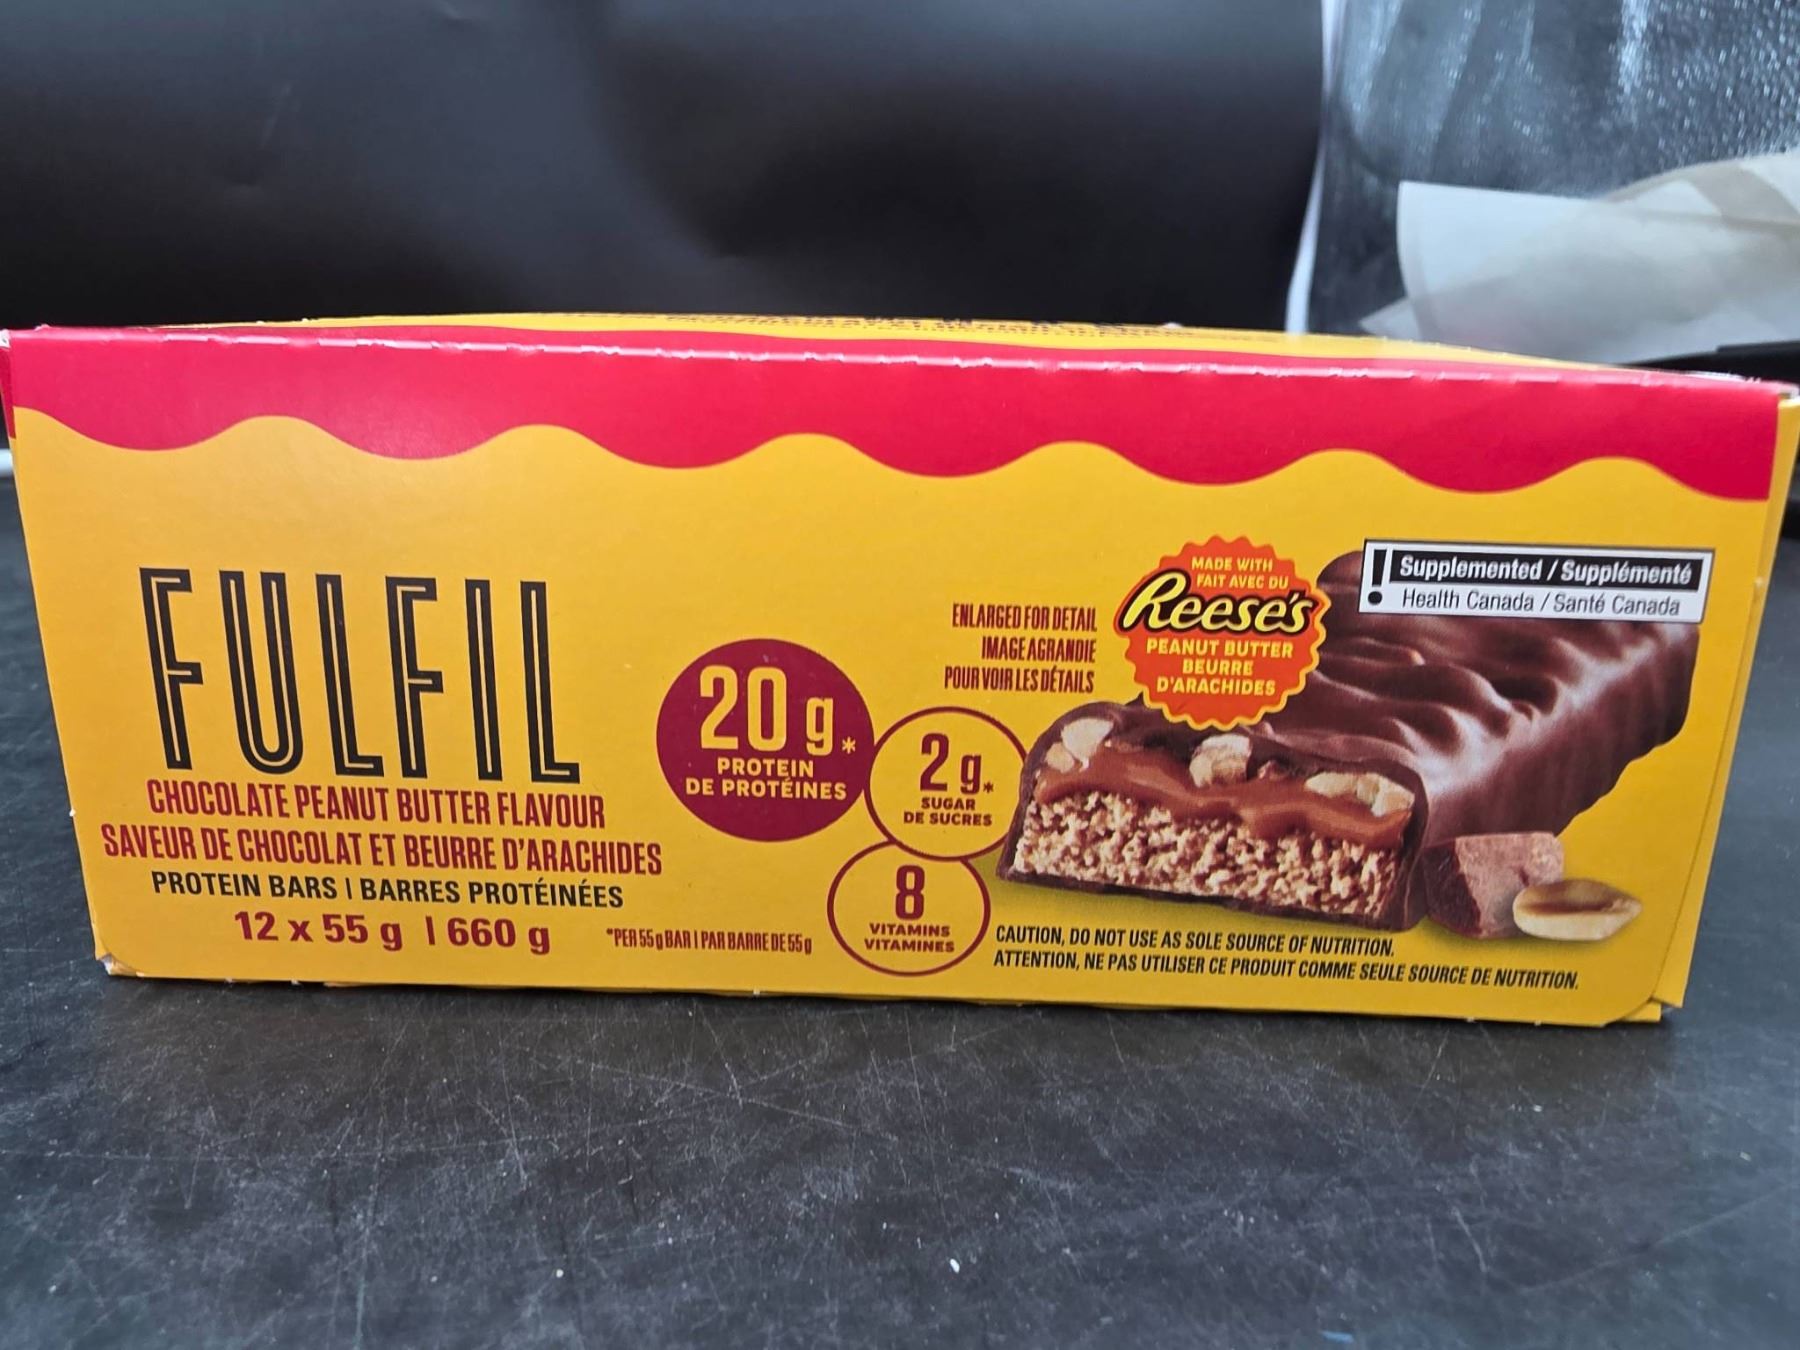 FULFIL
CHOCOLATE PEANUT BUTTER FLAVOUR
SAVEUR DE CHOCOLAT ET BEURRE D'ARACHIDES
PROTEIN BARS | BARRES PROTÉINÉES
12 x 55 g | 660 g
*PER 55 g BAR | PAR BARRE DE 55 g
20 g*
PROTEIN
DE PROTÉINES
2 g*
SUGAR
DE SUCRES
8
VITAMINS
VITAMINES
ENLARGED FOR DETAIL
IMAGE AGRANDIE
POUR VOIR LES DÉTAILS
MADE WITH
FAIT AVEC DU
Reese's
PEANUT BUTTER
BEURRE
D'ARACHIDES
! Supplemented / Supplémenté
Health Canada / Santé Canada
CAUTION, DO NOT USE AS SOLE SOURCE OF NUTRITION.
ATTENTION, NE PAS UTILISER CE PRODUIT COMME SEULE SOURCE DE NUTRITION.